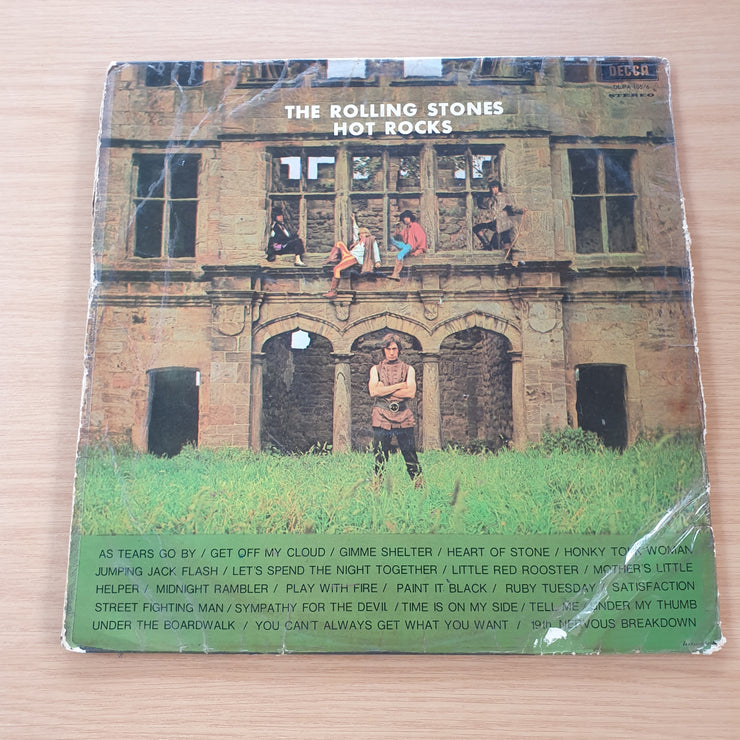 DECCA
STEREO
THE ROLLING STONES
HOT ROCKS
AS TEARS GO BY / GET OFF MY CLOUD / GIMME SHELTER / HEART OF STONE / HONKY TONK WOMAN
JUMPING JACK FLASH / LET'S SPEND THE NIGHT TOGETHER / LITTLE RED ROOSTER / MOTHER'S LITTLE
HELPER / MIDNIGHT RAMBLER / PLAY WITH FIRE / PAINT IT BLACK / RUBY TUESDAY / SATISFACTION
STREET FIGHTING MAN / SYMPATHY FOR THE DEVIL / TIME IS ON MY SIDE / TELL ME / UNDER MY THUMB
UNDER THE BOARDWALK / YOU CAN'T ALWAYS GET WHAT YOU WANT / 19th NERVOUS BREAKDOWN